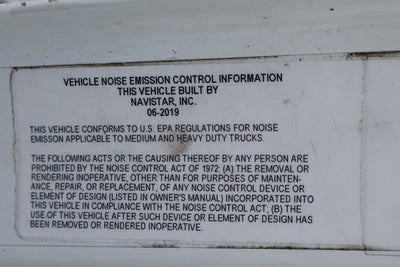 VEHICLE NOISE EMISSION CONTROL INFORMATION
THIS VEHICLE BUILT BY
NAVISTAR, INC.
06-2019
THIS VEHICLE CONFORMS TO U.S. EPA REGULATIONS FOR NOISE
EMISSON APPLICABLE TO MEDIUM AND HEAVY DUTY TRUCKS.
THE FOLLOWING ACTS OR THE CAUSING THEREOF BY ANY PERSON ARE
PROHIBITED BY THE NOISE CONTROL ACT OF 1972: (A) THE REMOVAL OR
RENDERING INOPERATIVE, OTHER THAN FOR PURPOSES OF MAINTEN-
ANCE, REPAIR, OR REPLACEMENT, OF ANY NOISE CONTROL DEVICE OR
ELEMENT OF DESIGN (LISTED IN OWNER'S MANUAL) INCORPORATED INTO
THIS VEHICLE IN COMPLIANCE WITH THE NOISE CONTROL ACT; (B) THE
USE OF THIS VEHICLE AFTER SUCH DEVICE OR ELEMENT OF DESIGN HAS
BEEN REMOVED OR RENDERED INOPERATIVE.